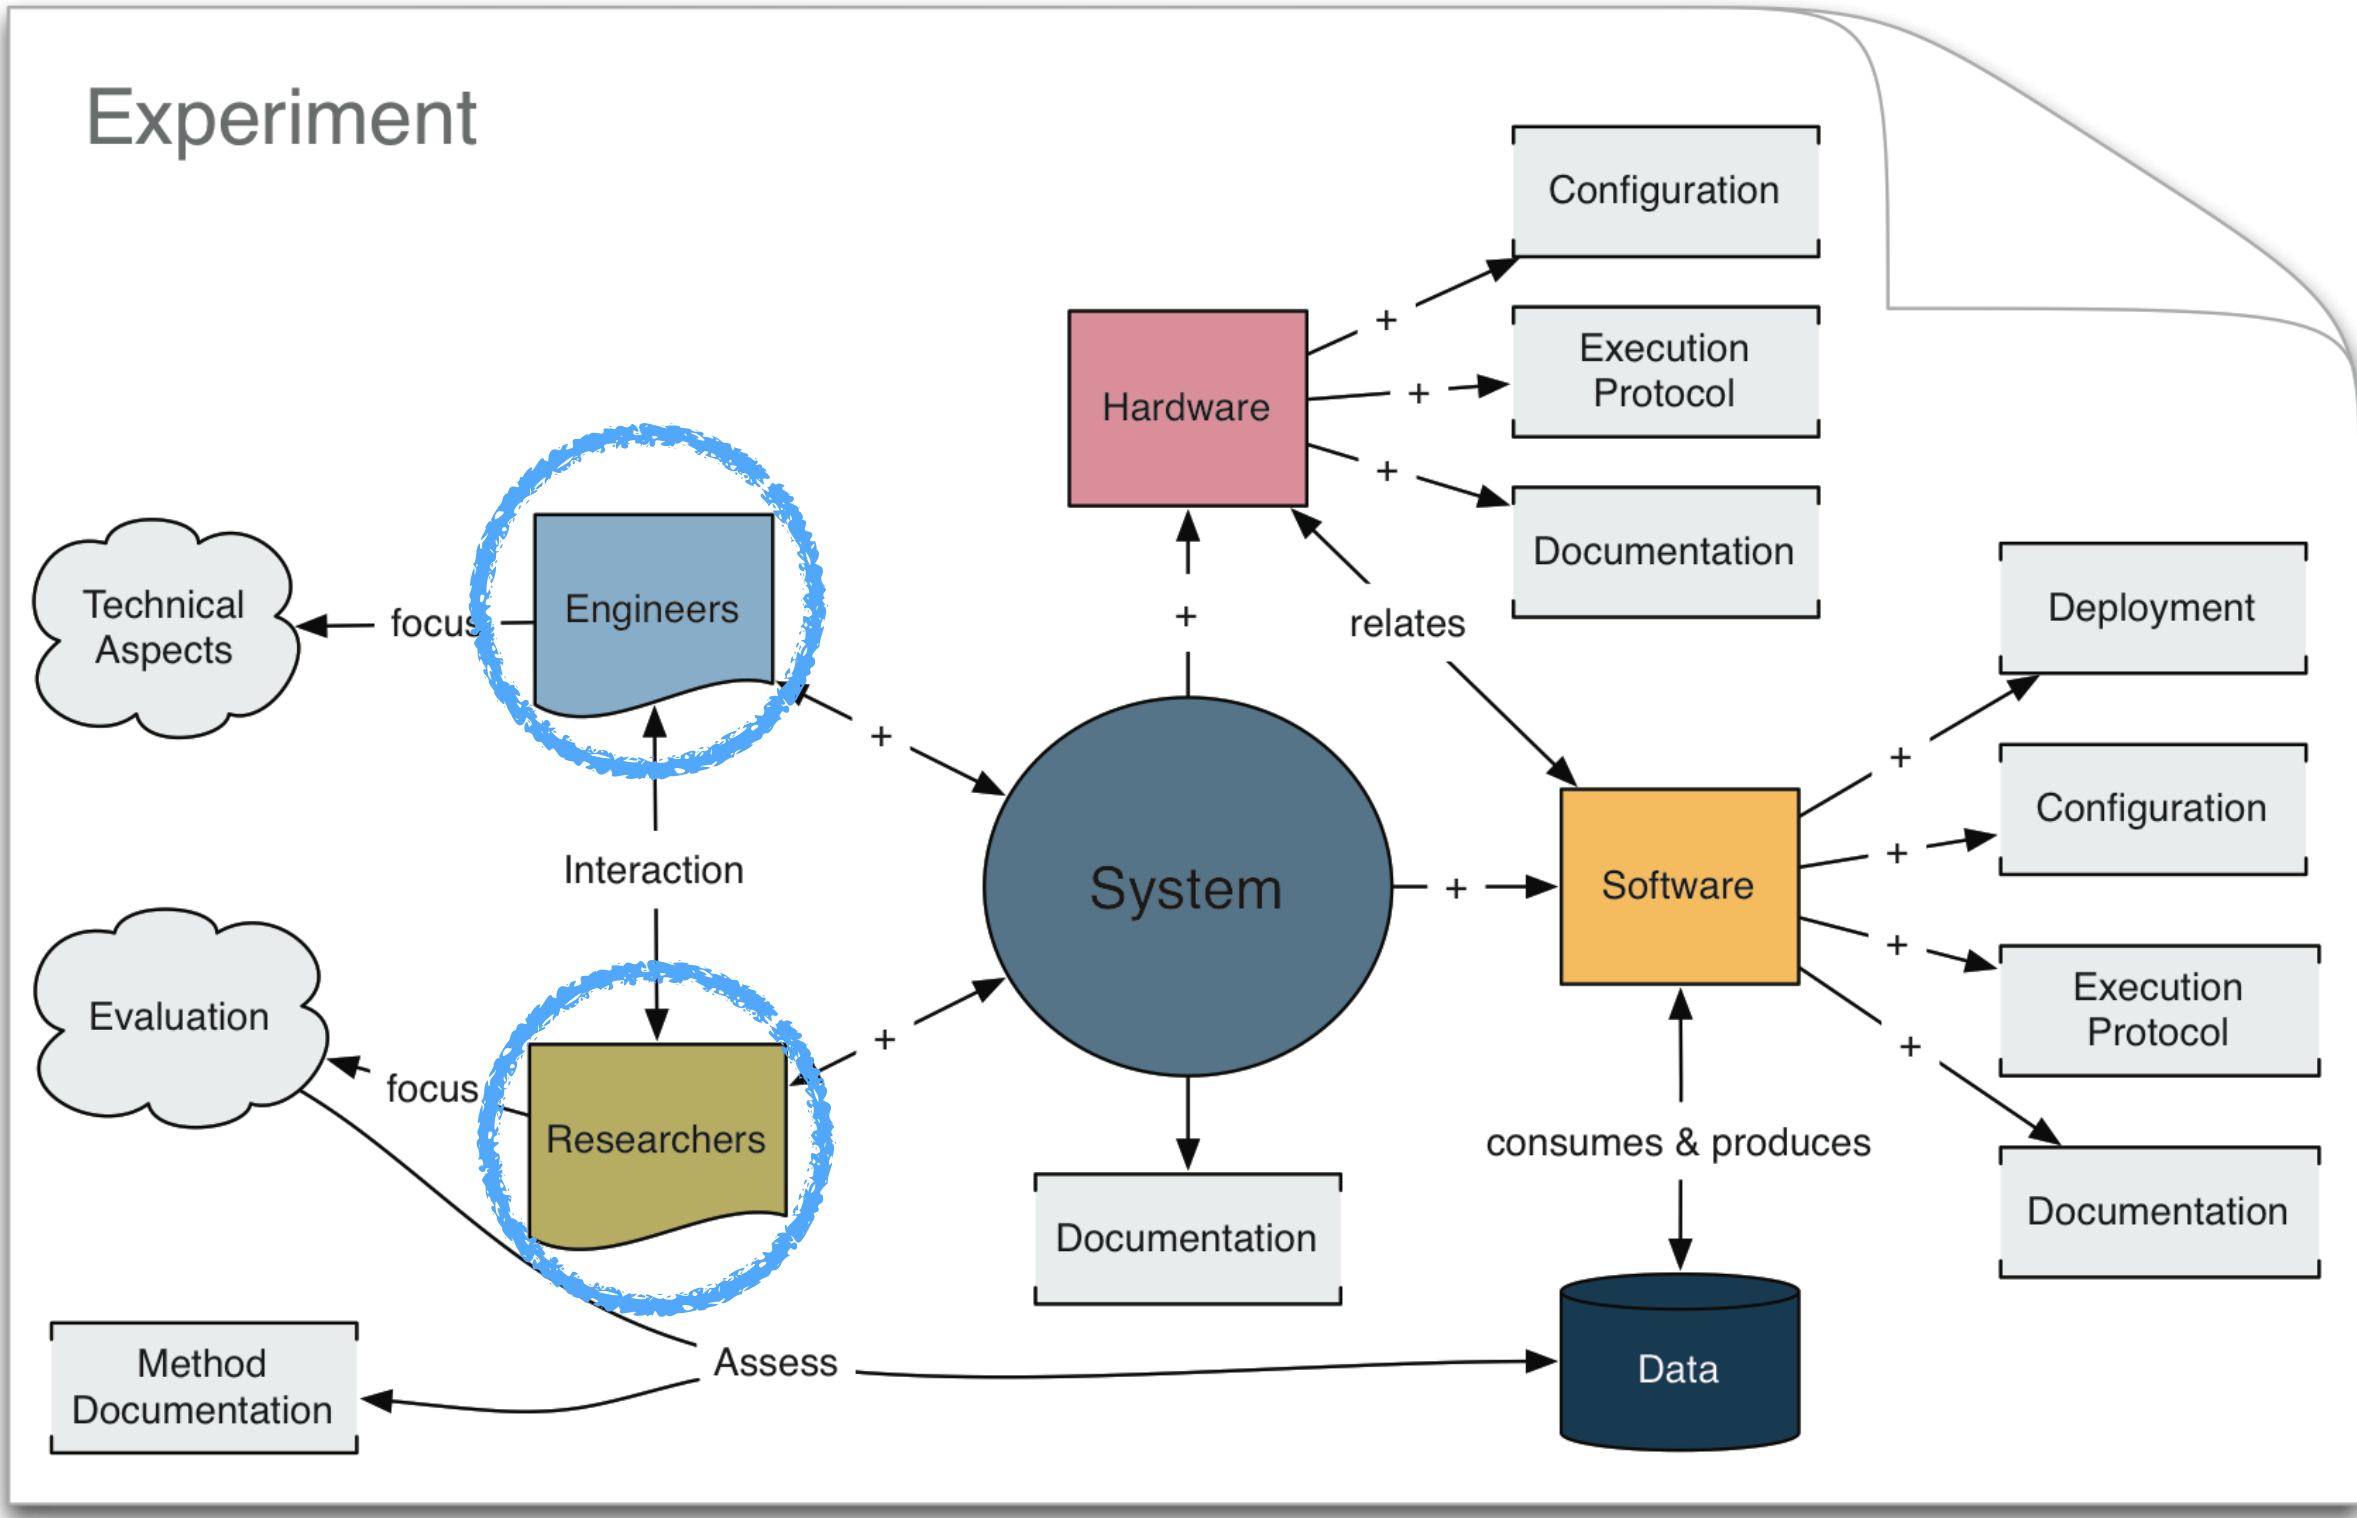 Experiment
Configuration
+
Execution
Protocol
Hardware
+
+
Documentation
Technical
Aspects
focus
Engineers
+
relates
Deployment
+
+
Configuration
Interaction
System
+
Software
+
+
Execution
Protocol
Evaluation
focus
Researchers
+
+
consumes & produces
Documentation
Documentation
Method
Documentation
Assess
Data